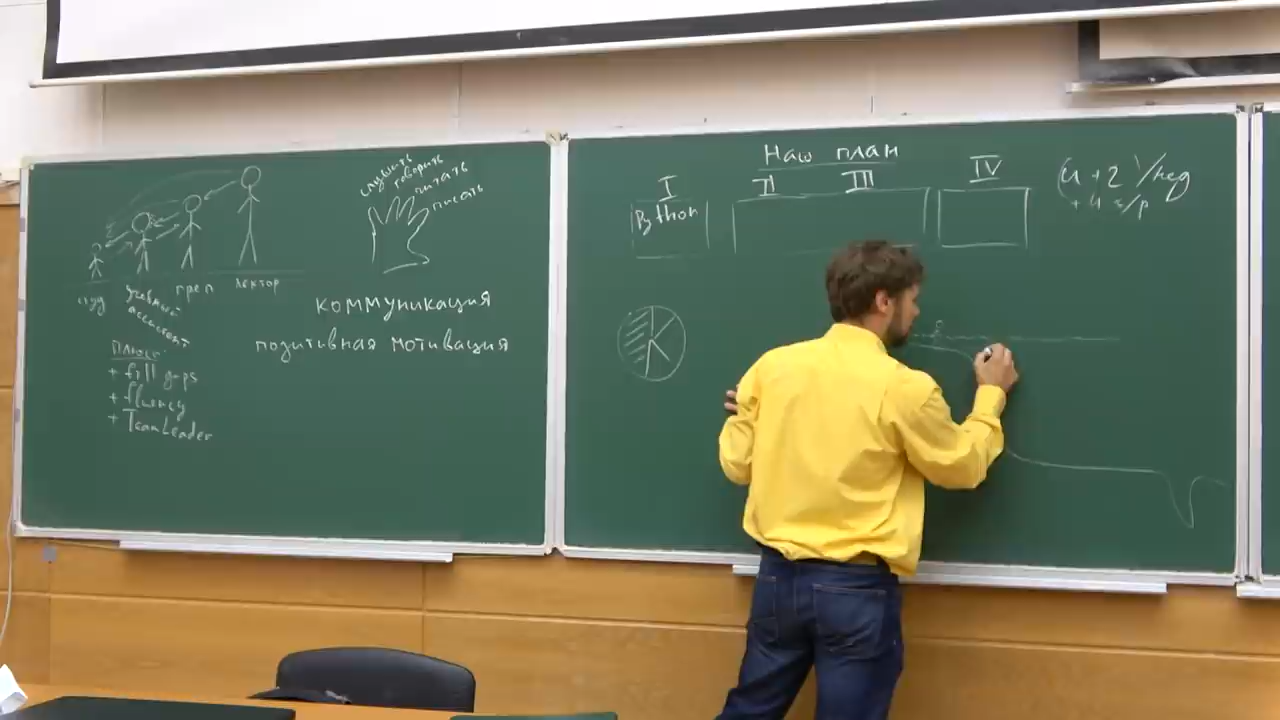 слушать
говорить
читать
писать
студ
учебный
ассистент
преп
лектор
коммуникация
позитивная мотивация
плюсы
+ fill gaps
+ fluency
+ TeamLeader
Наш план
I II III IV
Python
(4 + 2)/нед
+ 4 s/p